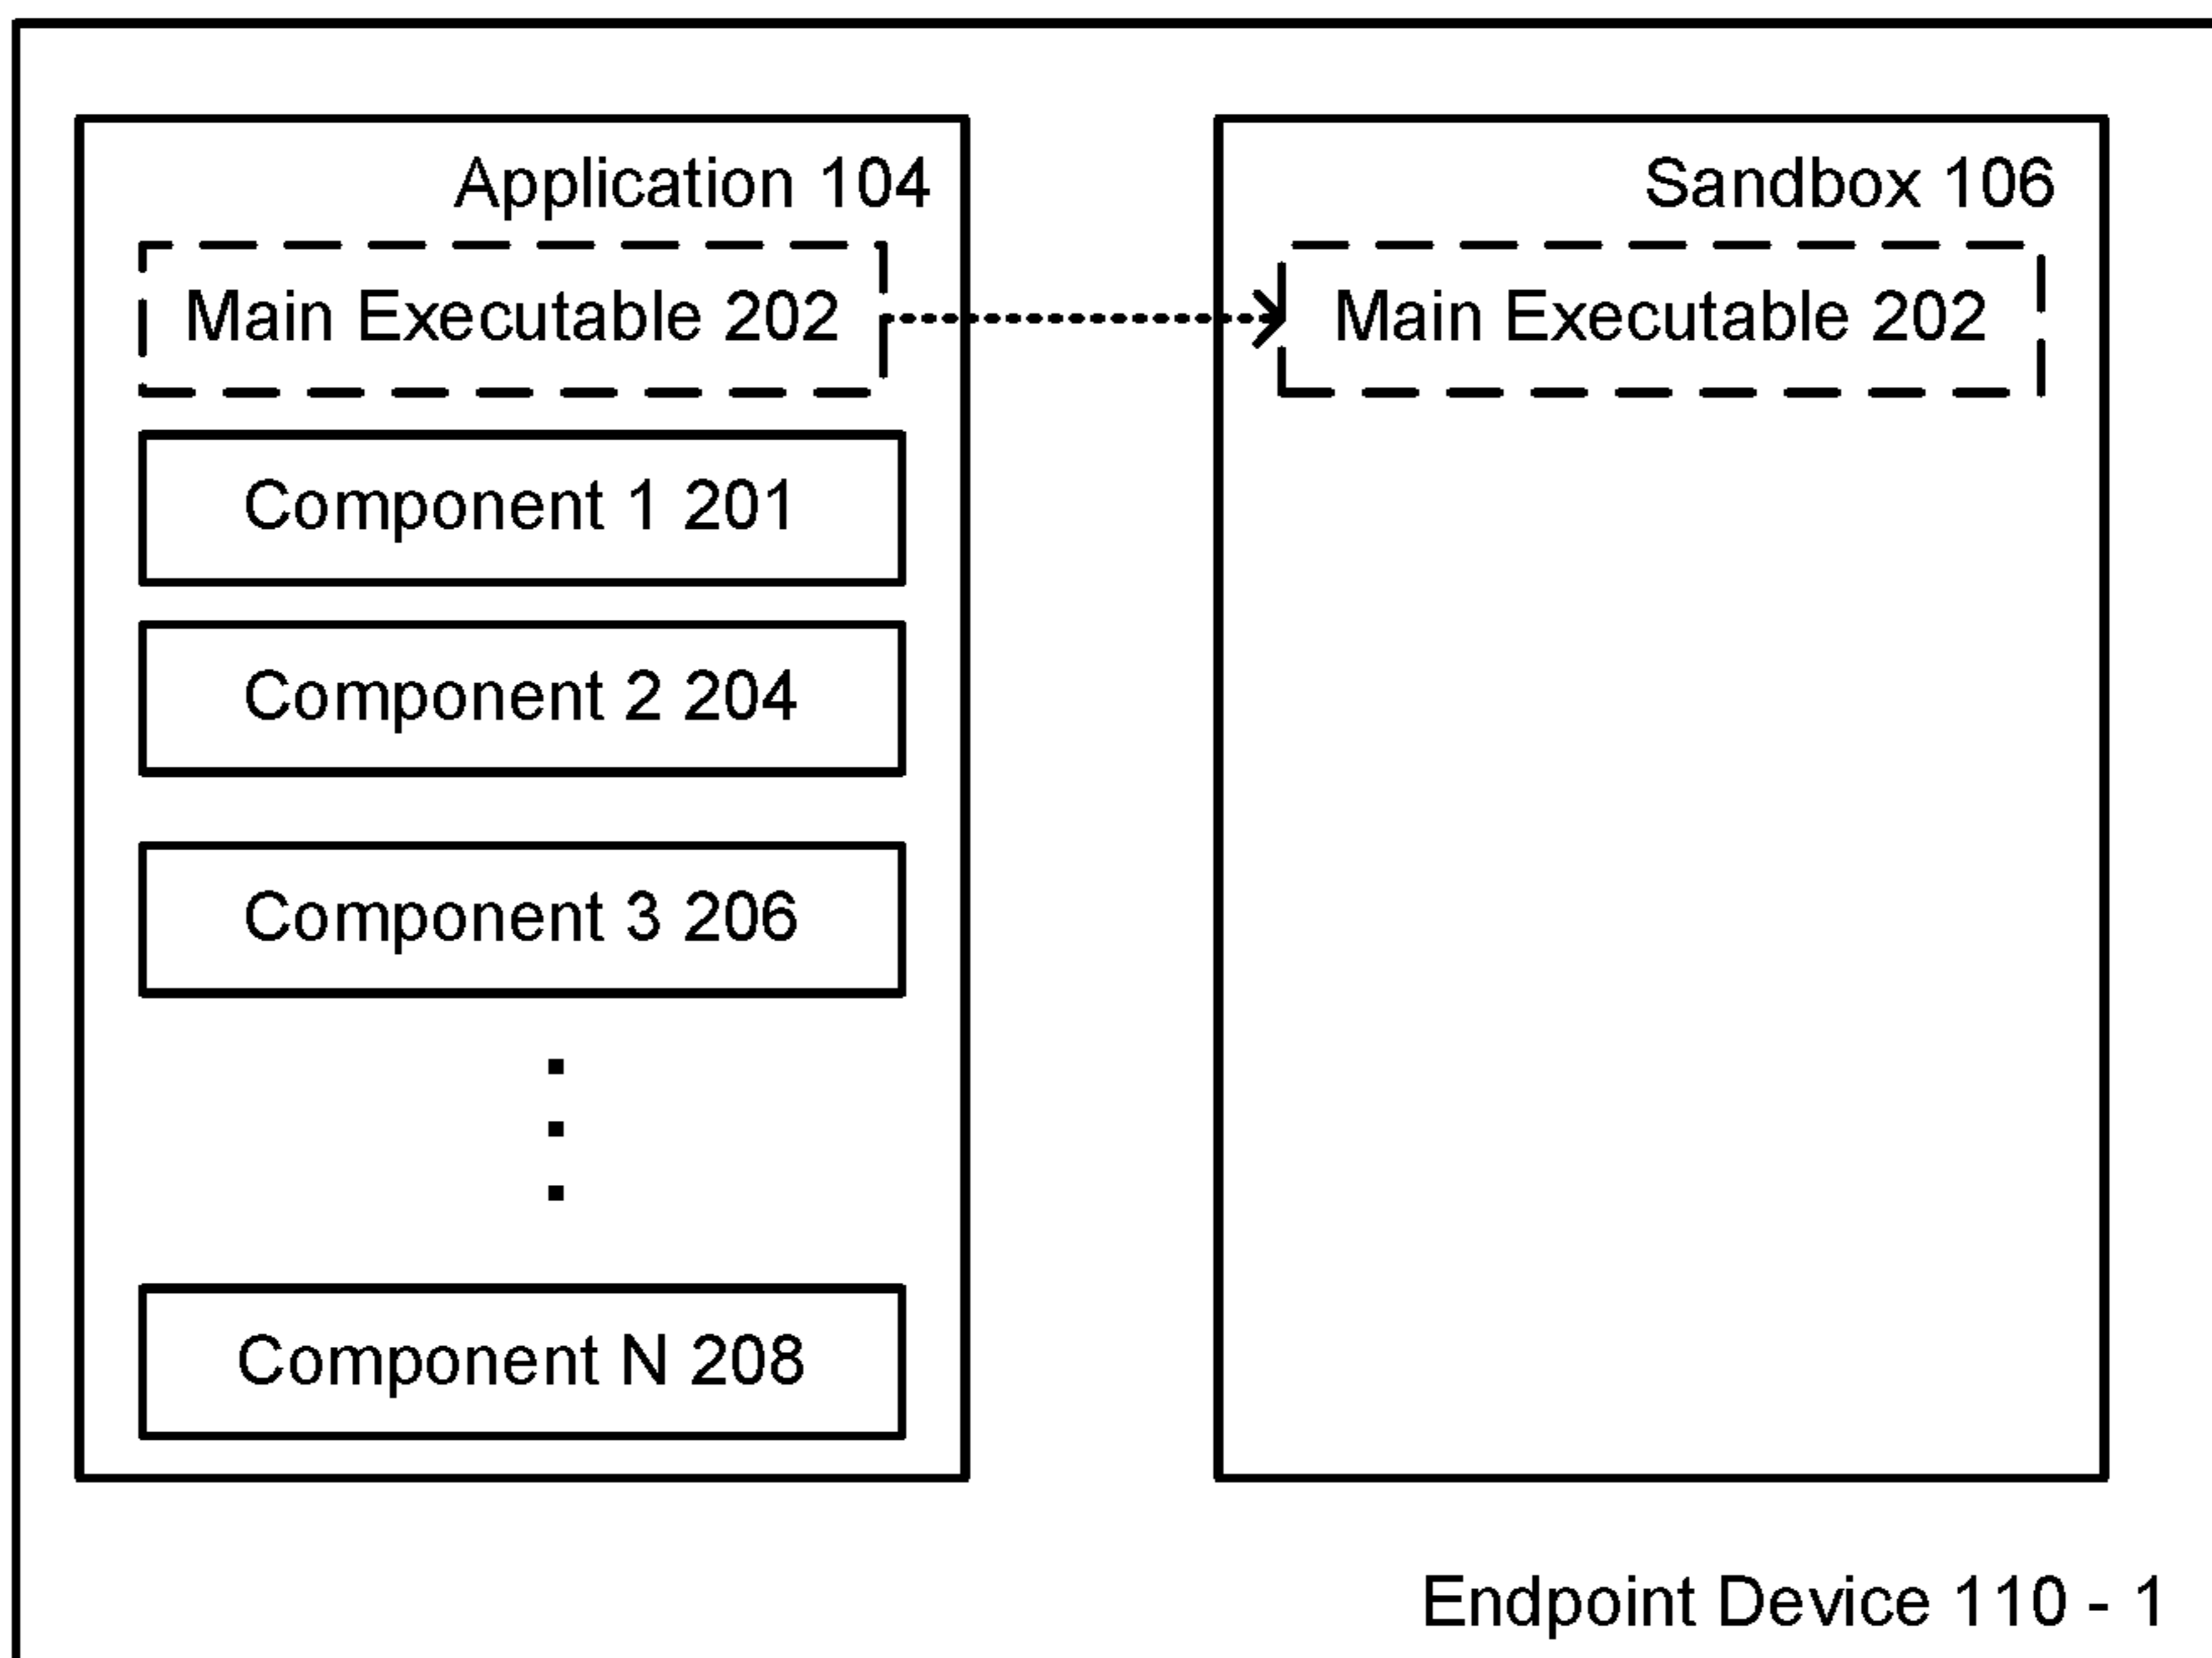 Application 104
Main Executable 202
Component 1 201
Component 2 204
Component 3 206
Component N 208
Sandbox 106
Main Executable 202
Endpoint Device 110 - 1